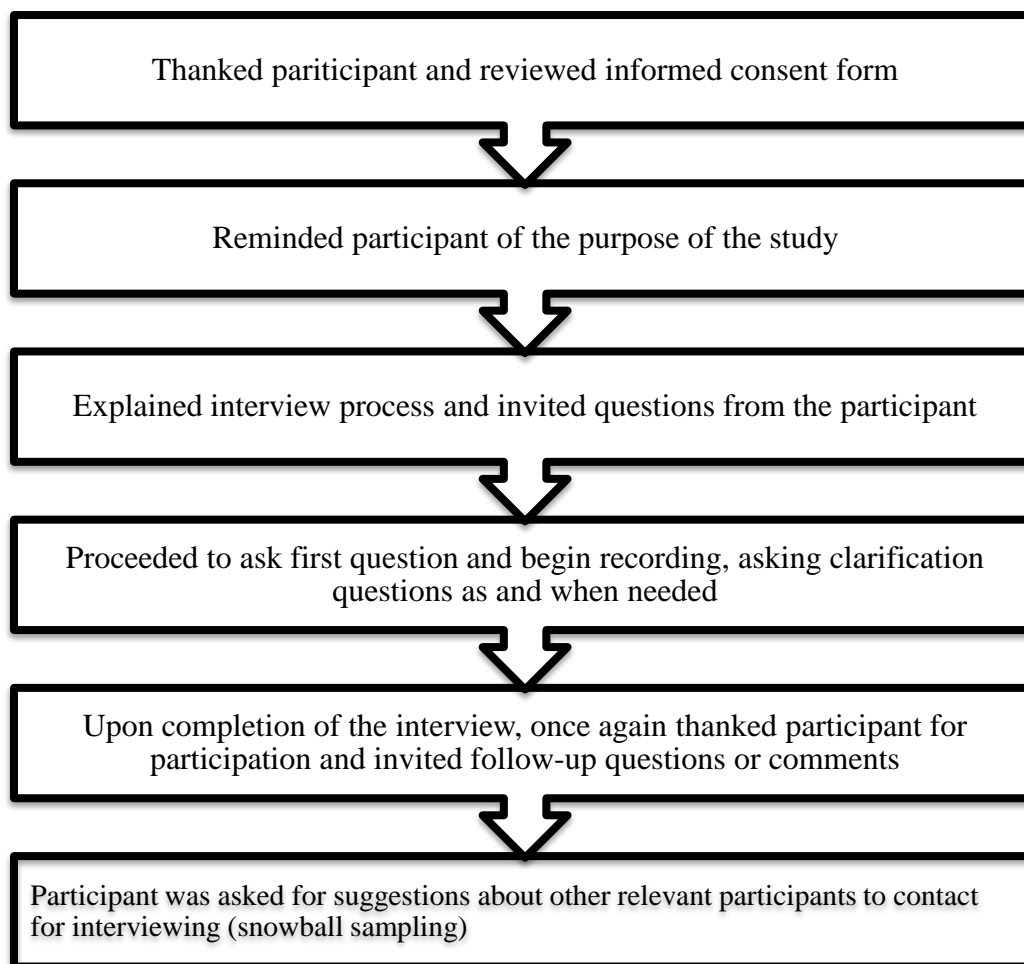 Thanked pariticipant and reviewed informed consent form
Reminded participant of the purpose of the study
Explained interview process and invited questions from the participant
Proceeded to ask first question and begin recording, asking clarification
questions as and when needed
Upon completion of the interview, once again thanked participant for
participation and invited follow-up questions or comments
Participant was asked for suggestions about other relevant participants to contact
for interviewing (snowball sampling)